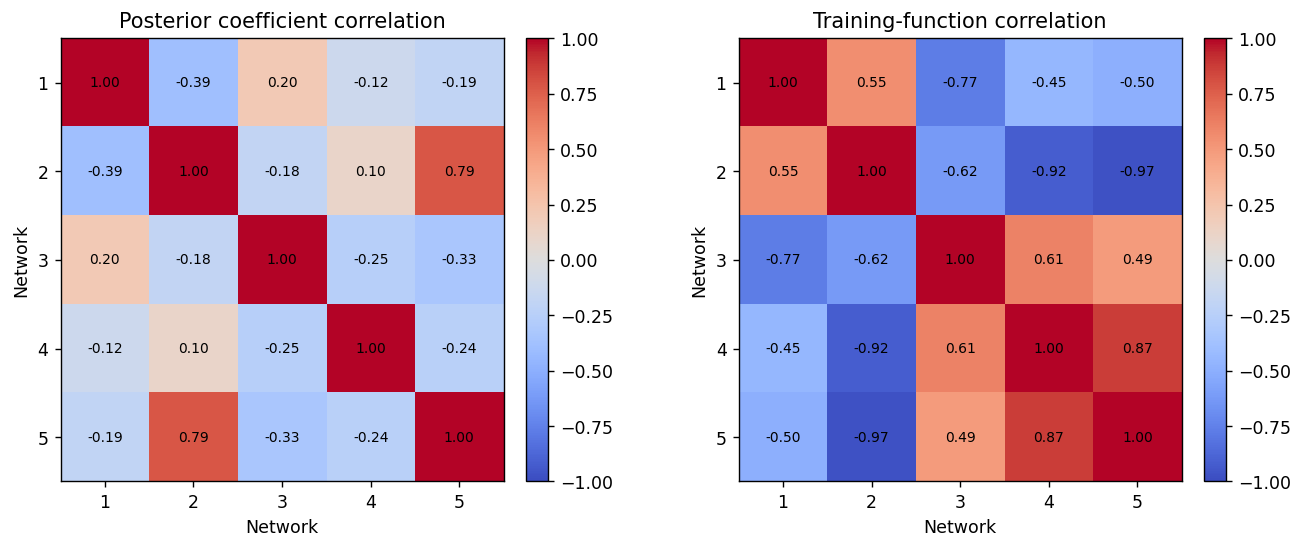 Posterior coefficient correlation
1 1.00 -0.39 0.20 -0.12 -0.19
2 -0.39 1.00 -0.18 0.10 0.79
3 0.20 -0.18 1.00 -0.25 -0.33
4 -0.12 0.10 -0.25 1.00 -0.24
5 -0.19 0.79 -0.33 -0.24 1.00
1 2 3 4 5
Network
Network
1.00
0.75
0.50
0.25
0.00
−0.25
−0.50
−0.75
−1.00
Training-function correlation
1 1.00 0.55 -0.77 -0.45 -0.50
2 0.55 1.00 -0.62 -0.92 -0.97
3 -0.77 -0.62 1.00 0.61 0.49
4 -0.45 -0.92 0.61 1.00 0.87
5 -0.50 -0.97 0.49 0.87 1.00
1 2 3 4 5
Network
Network
1.00
0.75
0.50
0.25
0.00
−0.25
−0.50
−0.75
−1.00